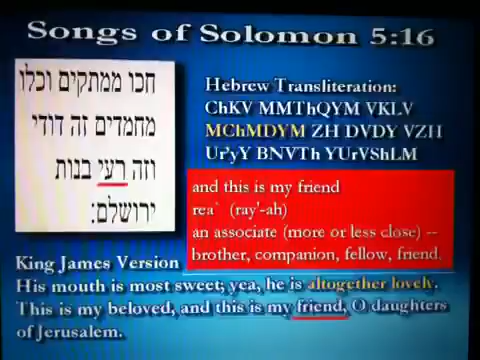 Songs of Solomon 5:16
חכו ממתקים וכלו
מחמדים זה דודי
וזה רעי בנות
ירושלם:
Hebrew Transliteration:
ChKV MMThQYM VKLV
MChMDYM ZH DVDY VZH
Ur'yY BNVTh YUrVShLM
and this is my friend
rea` (ray'-ah)
an associate (more or less close) --
brother, companion, fellow, friend.
King James Version
His mouth is most sweet; yea, he is altogether lovely.
This is my beloved, and this is my friend, O daughters
of Jerusalem.